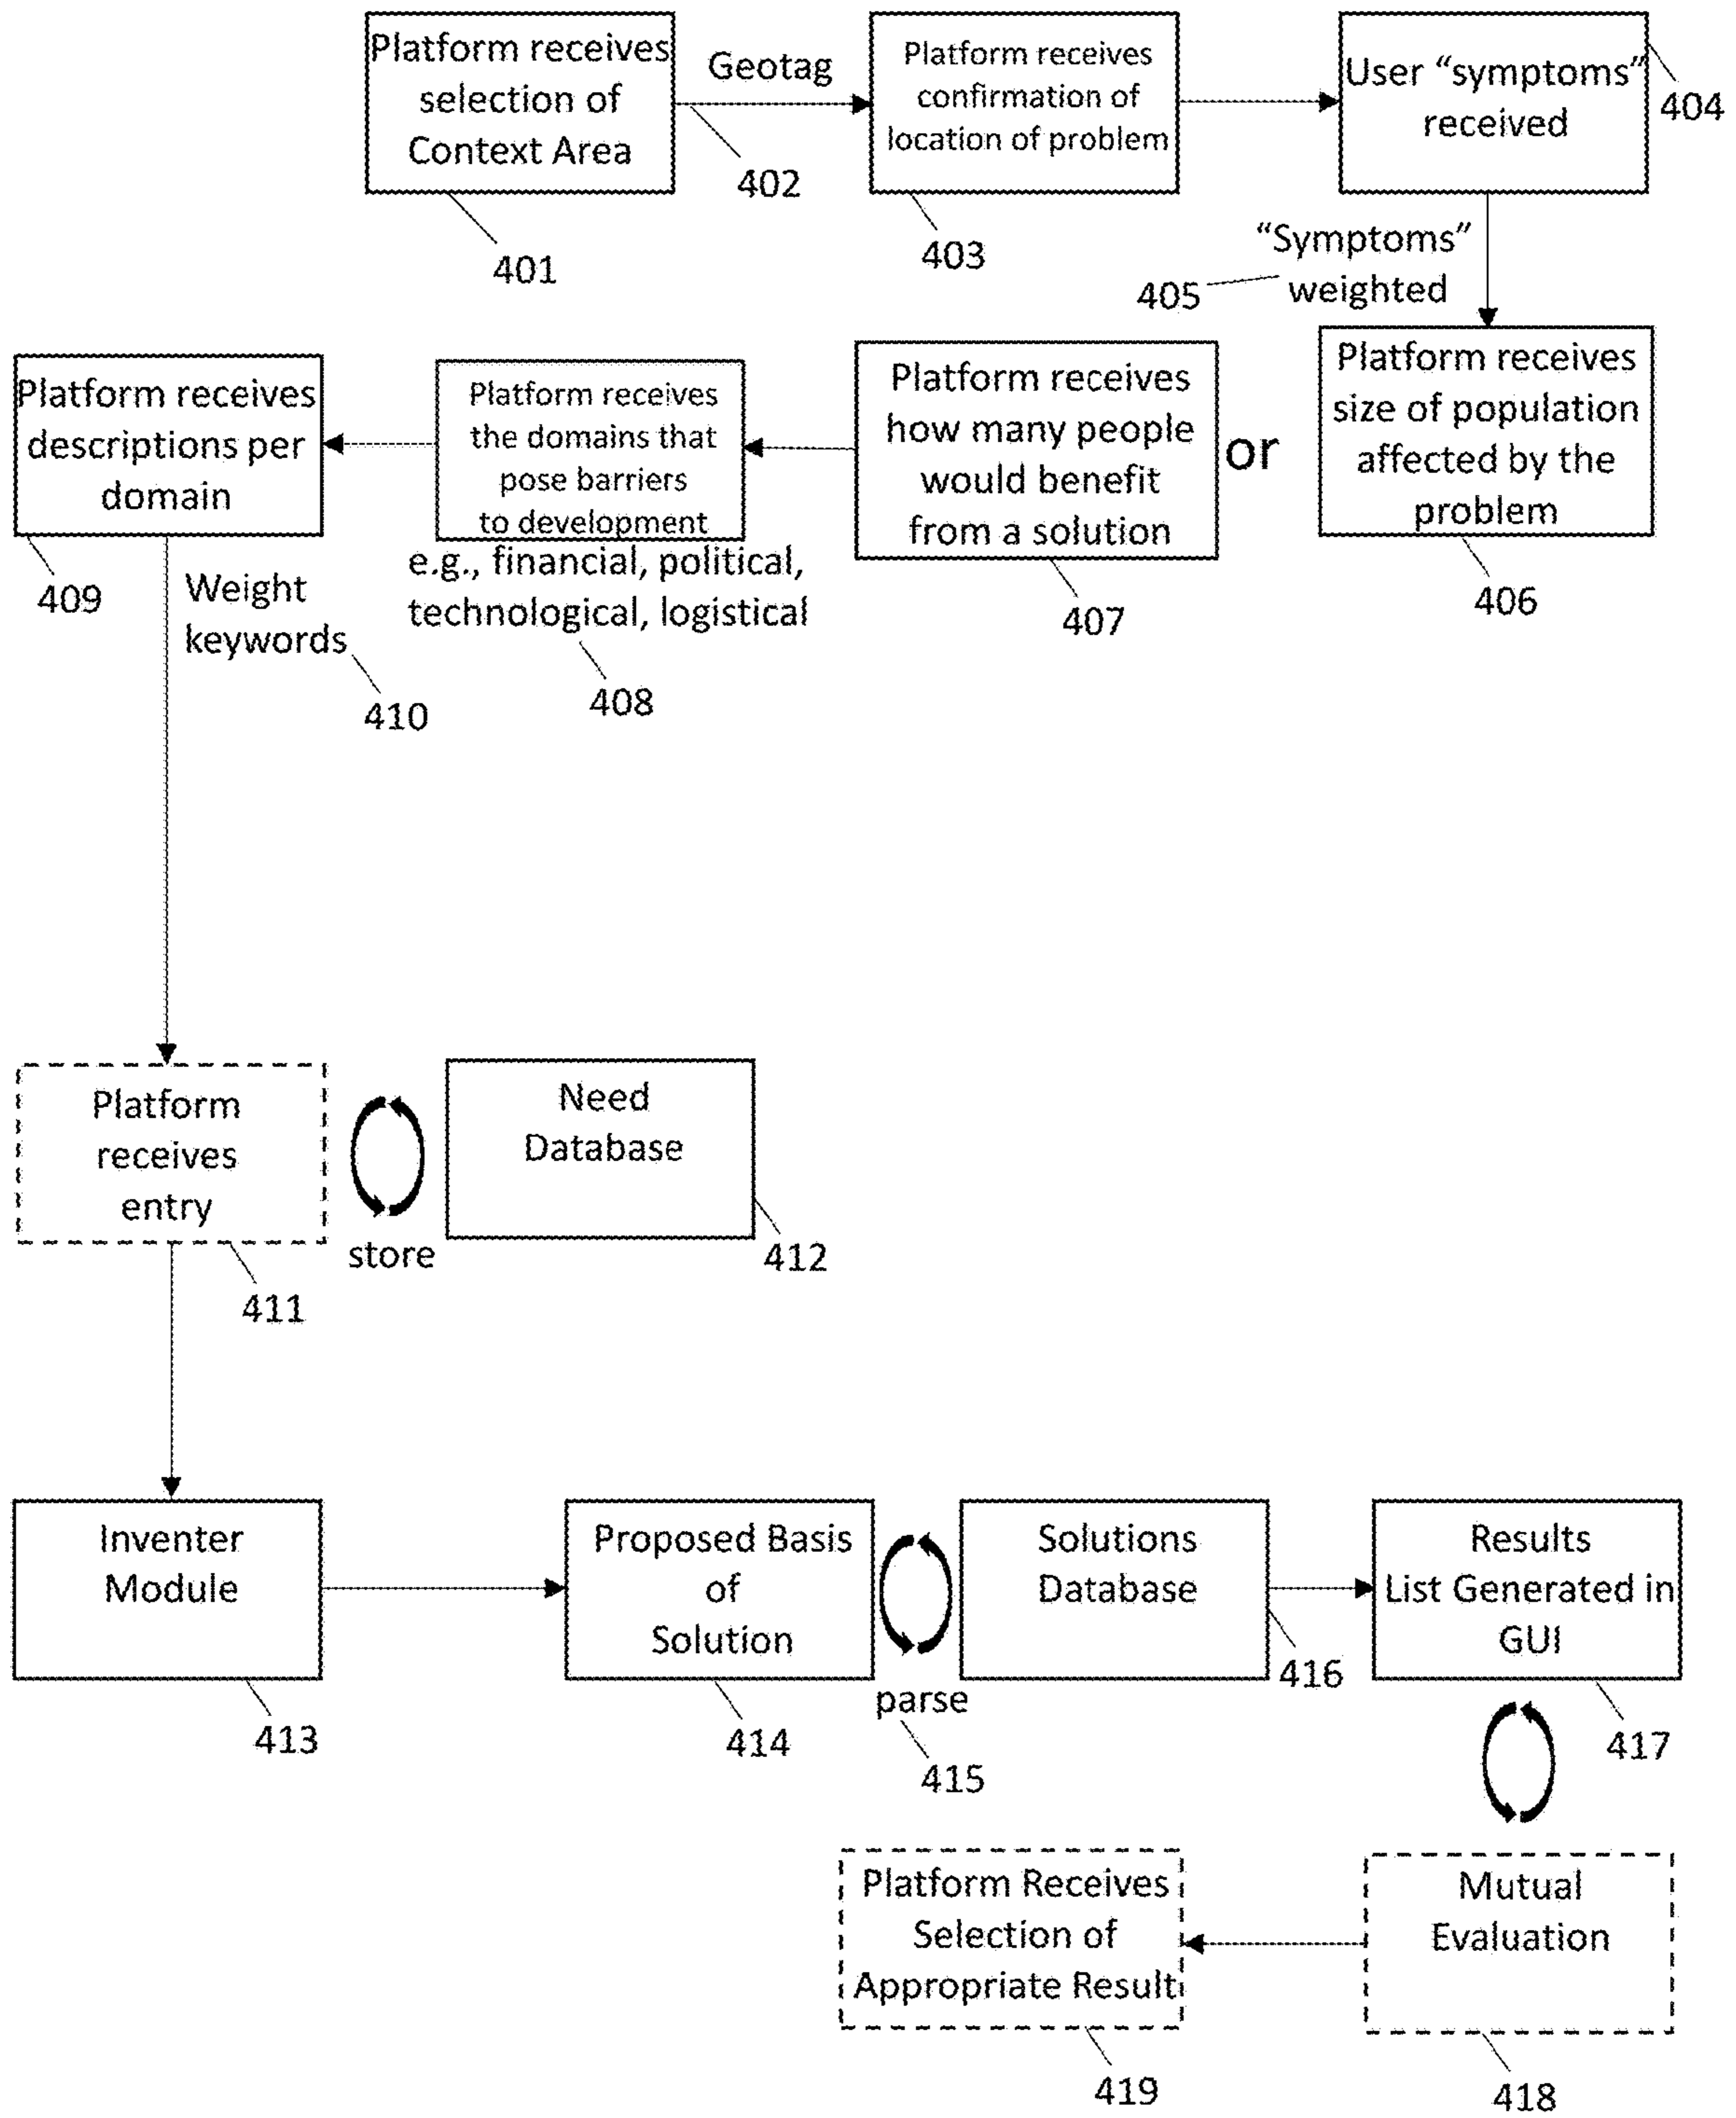 Platform receives
selection of
Context Area
401
Geotag
402
Platform receives
confirmation of
location of problem
403
User “symptoms”
received
404
“Symptoms”
weighted
405
Platform receives
size of population
affected by the
problem
406
or
Platform receives
how many people
would benefit
from a solution
407
Platform receives
the domains that
pose barriers
to development
e.g., financial, political,
technological, logistical
408
Platform receives
descriptions per
domain
409
Weight
keywords
410
Platform
receives
entry
411
store
Need
Database
412
Inventer
Module
413
Proposed Basis
of
Solution
414
parse
415
Solutions
Database
416
Results
List Generated in
GUI
417
Mutual
Evaluation
418
Platform Receives
Selection of
Appropriate Result
419